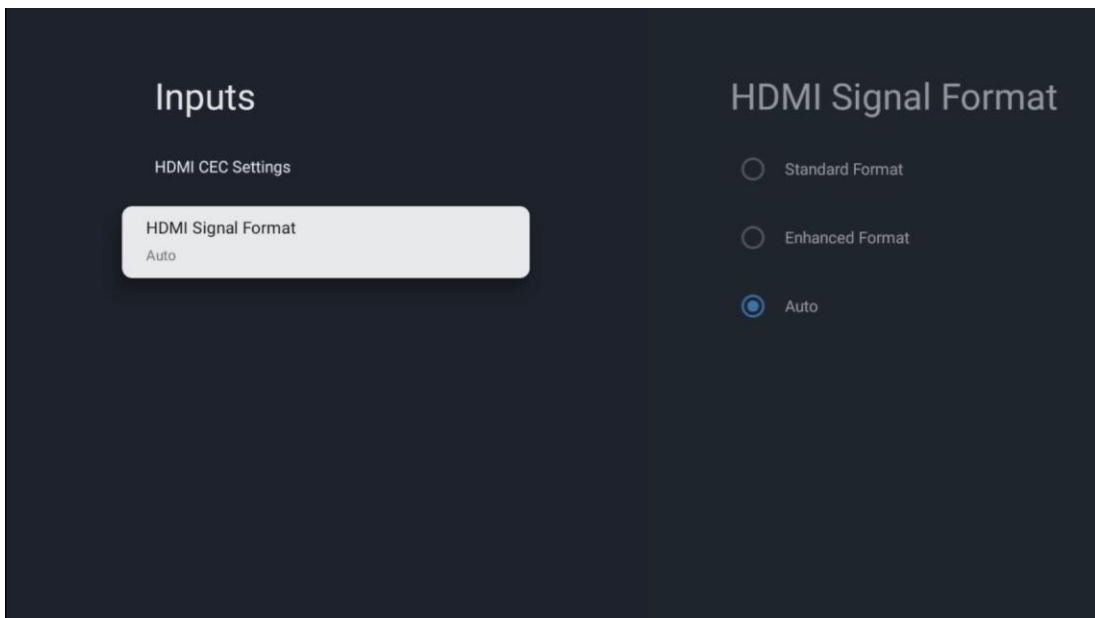 Inputs
HDMI CEC Settings
HDMI Signal Format
Auto
HDMI Signal Format
Standard Format
Enhanced Format
Auto